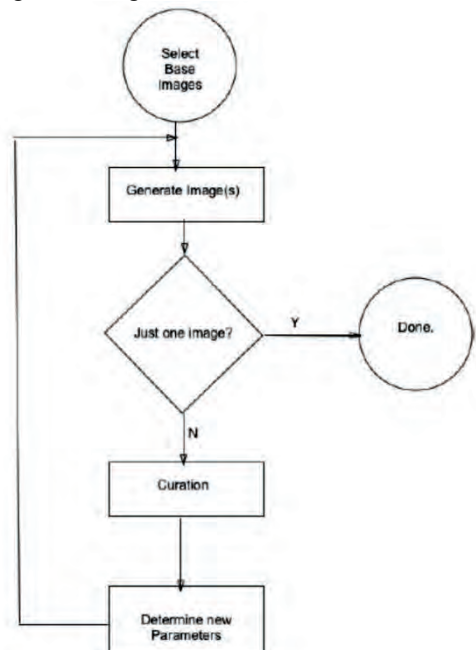 Select
Base
Images
Generate Image(s)
Just one image?
Y
Done.
N
Curation
Determine new
Parameters